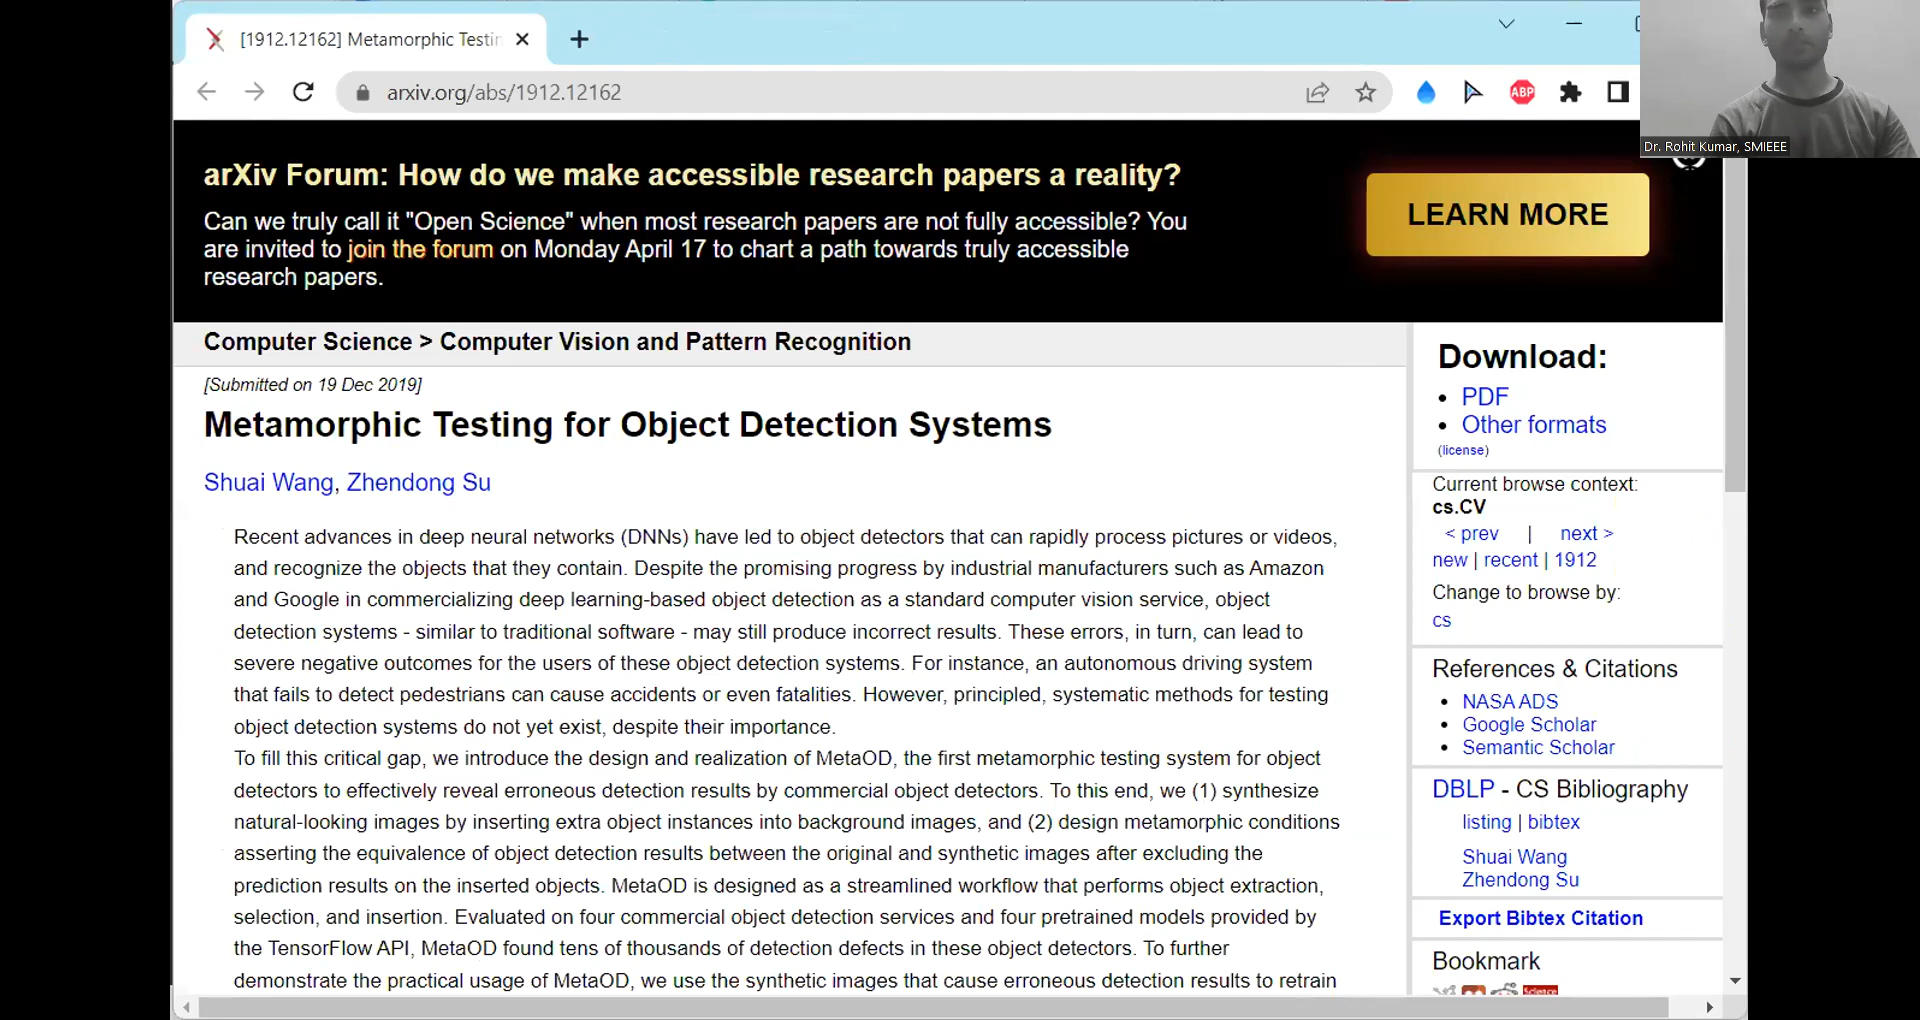 [1912.12162] Metamorphic Testin
arxiv.org/abs/1912.12162
ABP
Dr. Rohit Kumar, SMIEEE
arXiv Forum: How do we make accessible research papers a reality?
Can we truly call it "Open Science" when most research papers are not fully accessible? You
are invited to join the forum on Monday April 17 to chart a path towards truly accessible
research papers.
LEARN MORE
Computer Science > Computer Vision and Pattern Recognition
[Submitted on 19 Dec 2019]
Metamorphic Testing for Object Detection Systems
Shuai Wang, Zhendong Su
Recent advances in deep neural networks (DNNs) have led to object detectors that can rapidly process pictures or videos,
and recognize the objects that they contain. Despite the promising progress by industrial manufacturers such as Amazon
and Google in commercializing deep learning-based object detection as a standard computer vision service, object
detection systems - similar to traditional software - may still produce incorrect results. These errors, in turn, can lead to
severe negative outcomes for the users of these object detection systems. For instance, an autonomous driving system
that fails to detect pedestrians can cause accidents or even fatalities. However, principled, systematic methods for testing
object detection systems do not yet exist, despite their importance.
To fill this critical gap, we introduce the design and realization of MetaOD, the first metamorphic testing system for object
detectors to effectively reveal erroneous detection results by commercial object detectors. To this end, we (1) synthesize
natural-looking images by inserting extra object instances into background images, and (2) design metamorphic conditions
asserting the equivalence of object detection results between the original and synthetic images after excluding the
prediction results on the inserted objects. MetaOD is designed as a streamlined workflow that performs object extraction,
selection, and insertion. Evaluated on four commercial object detection services and four pretrained models provided by
the TensorFlow API, MetaOD found tens of thousands of detection defects in these object detectors. To further
demonstrate the practical usage of MetaOD, we use the synthetic images that cause erroneous detection results to retrain
Download:
PDF
Other formats
(license)
Current browse context:
cs.CV
< prev | next >
new | recent | 1912
Change to browse by:
cs
References & Citations
NASA ADS
Google Scholar
Semantic Scholar
DBLP - CS Bibliography
listing | bibtex
Shuai Wang
Zhendong Su
Export Bibtex Citation
Bookmark
Science